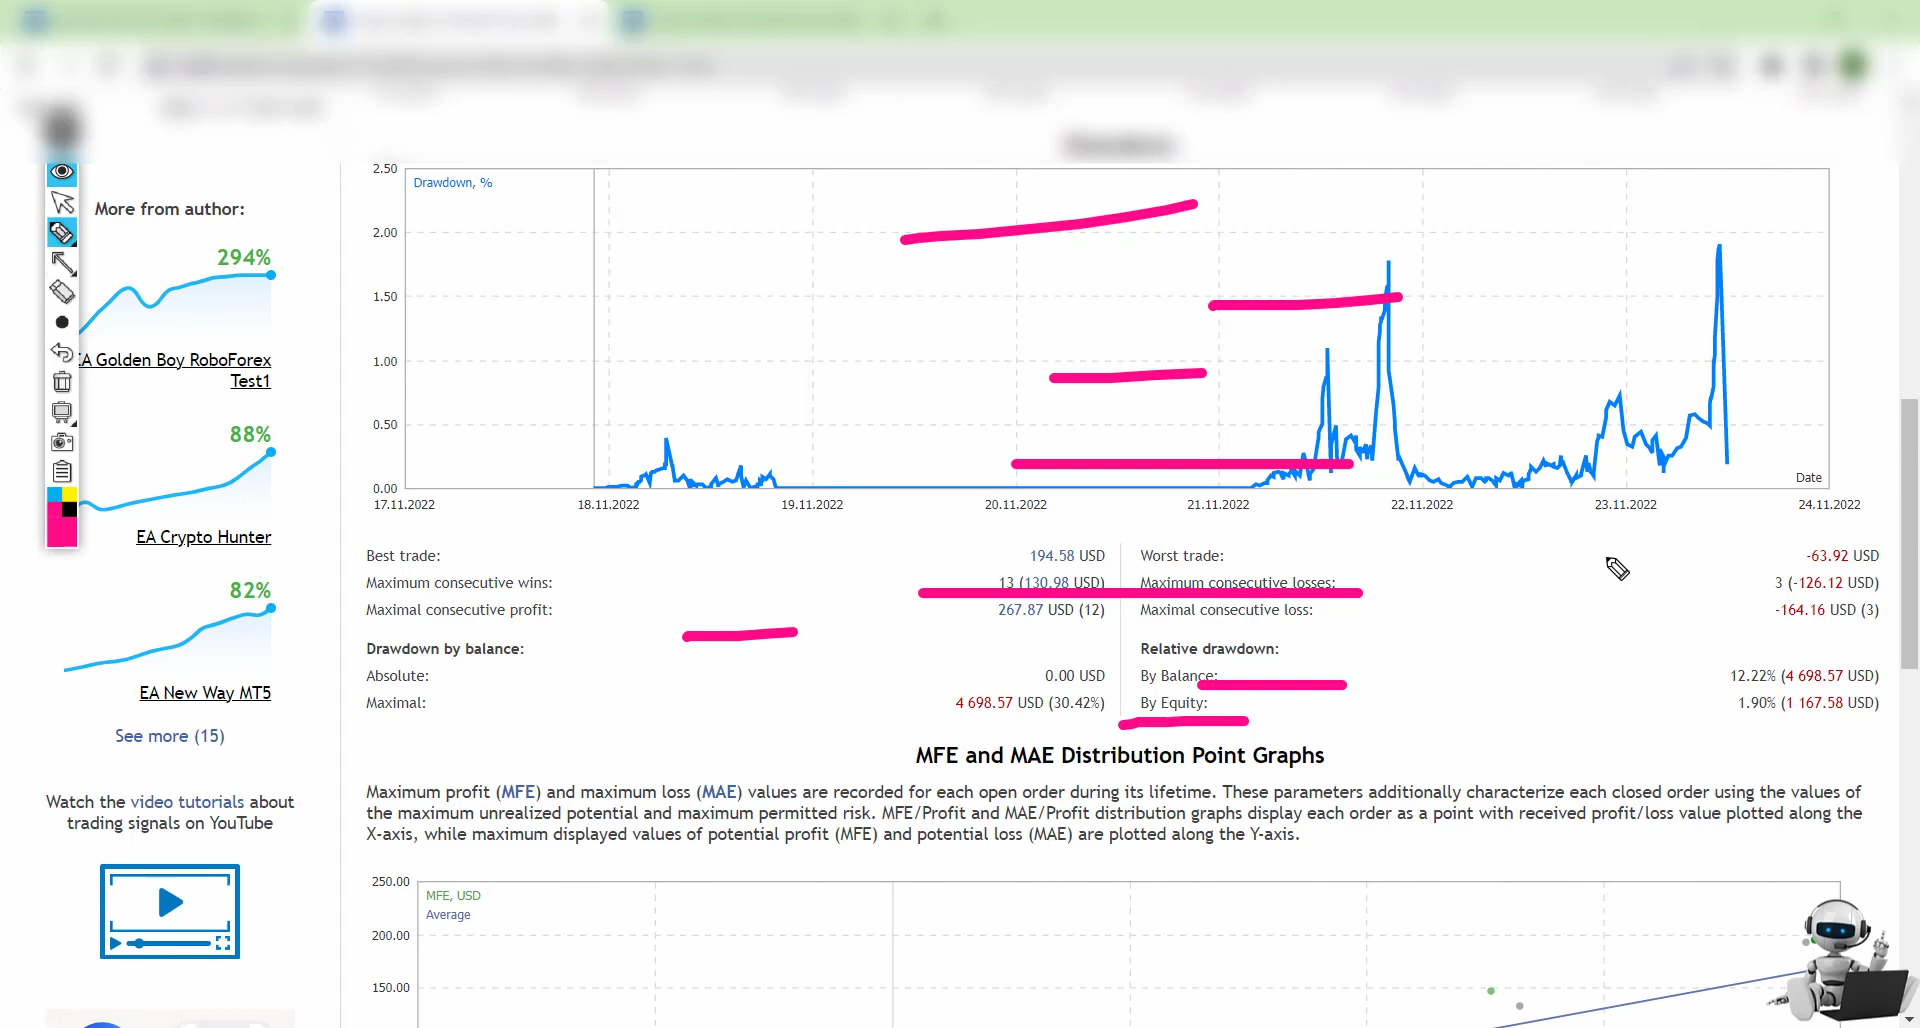 More from author:
294%
EA Golden Boy RoboForex
Test1
88%
EA Crypto Hunter
82%
EA New Way MT5
See more (15)
Watch the video tutorials about
trading signals on YouTube
Drawdown, %
2.50
2.00
1.50
1.00
0.50
0.00
Date
17.11.2022 18.11.2022 19.11.2022 20.11.2022 21.11.2022 22.11.2022 23.11.2022 24.11.2022
Best trade: 194.58 USD
Maximum consecutive wins: 13 (130.98 USD)
Maximal consecutive profit: 267.87 USD (12)
Drawdown by balance:
Absolute: 0.00 USD
Maximal: 4 698.57 USD (30.42%)
Worst trade: -63.92 USD
Maximum consecutive losses: 3 (-126.12 USD)
Maximal consecutive loss: -164.16 USD (3)
Relative drawdown:
By Balance: 12.22% (4 698.57 USD)
By Equity: 1.90% (1 167.58 USD)
MFE and MAE Distribution Point Graphs
Maximum profit (MFE) and maximum loss (MAE) values are recorded for each open order during its lifetime. These parameters additionally characterize each closed order using the values of
the maximum unrealized potential and maximum permitted risk. MFE/Profit and MAE/Profit distribution graphs display each order as a point with received profit/loss value plotted along the
X-axis, while maximum displayed values of potential profit (MFE) and potential loss (MAE) are plotted along the Y-axis.
250.00
MFE, USD
Average
200.00
150.00